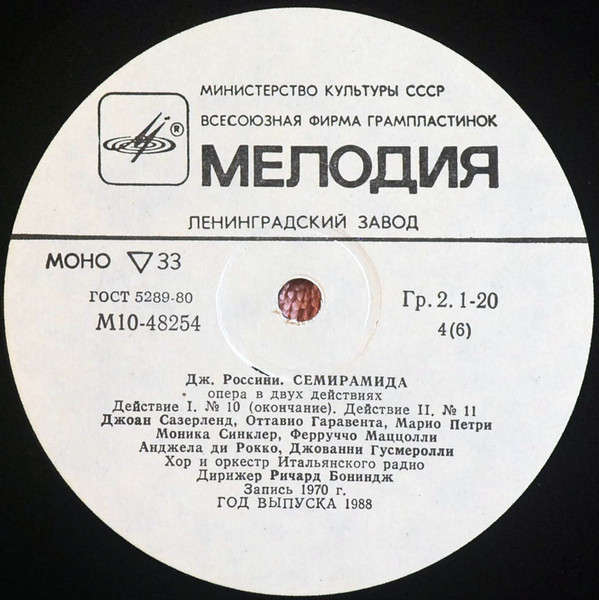 МИНИСТЕРСТВО КУЛЬТУРЫ СССР
ВСЕСОЮЗНАЯ ФИРМА ГРАМПЛАСТИНОК
®
МЕЛОДИЯ
ЛЕНИНГРАДСКИЙ ЗАВОД
МОНО ▽ 33
ГОСТ 5289-80
М10-48254
Гр. 2. 1-20
4(6)
Дж. Россини. СЕМИРАМИДА
опера в двух действиях
Действие I. № 10 (окончание). Действие II. № 11
Джоан Сазерленд, Оттавио Гаравента, Марио Петри
Моника Синклер, Ферруччо Маццолли
Анджела ди Рокко, Джованни Гусмеролли
Хор и оркестр Итальянского радио
Дирижер Ричард Бониндж
Запись 1970 г.
ГОД ВЫПУСКА 1988